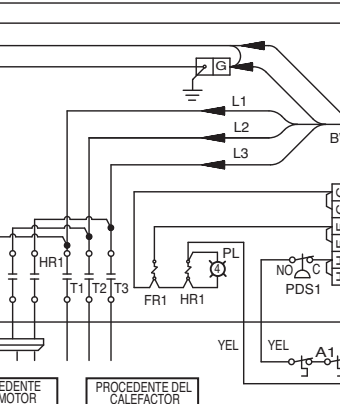 G
L1
L2
L3
HR1
T1 T2 T3
FR1 HR1
PL
4
NO C
PDS1
YEL YEL
A1
PROCEDENTE DEL
CALEFACTOR
MOTOR